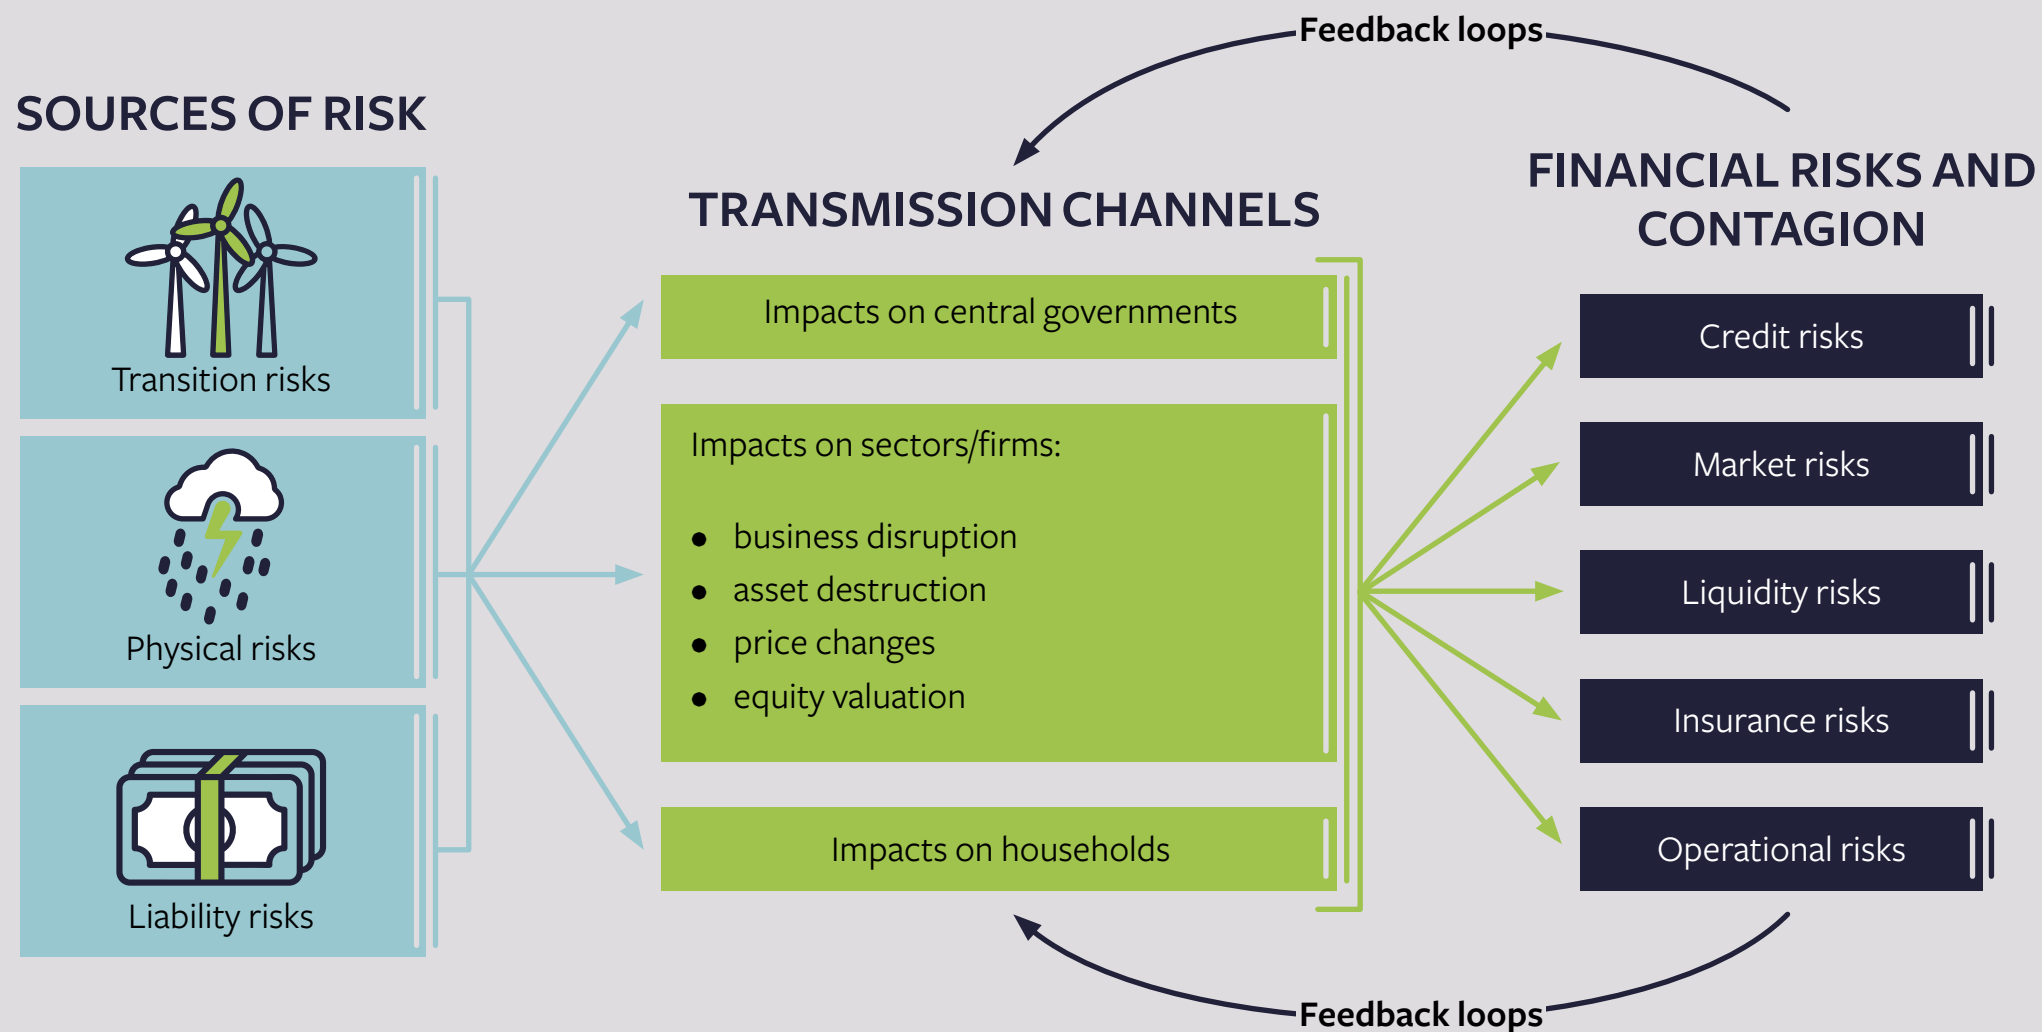 Feedback loops
SOURCES OF RISK
Transition risks
Physical risks
Liability risks
TRANSMISSION CHANNELS
Impacts on central governments
Impacts on sectors/firms:
● business disruption
● asset destruction
● price changes
● equity valuation
Impacts on households
FINANCIAL RISKS AND
CONTAGION
Credit risks
Market risks
Liquidity risks
Insurance risks
Operational risks
Feedback loops